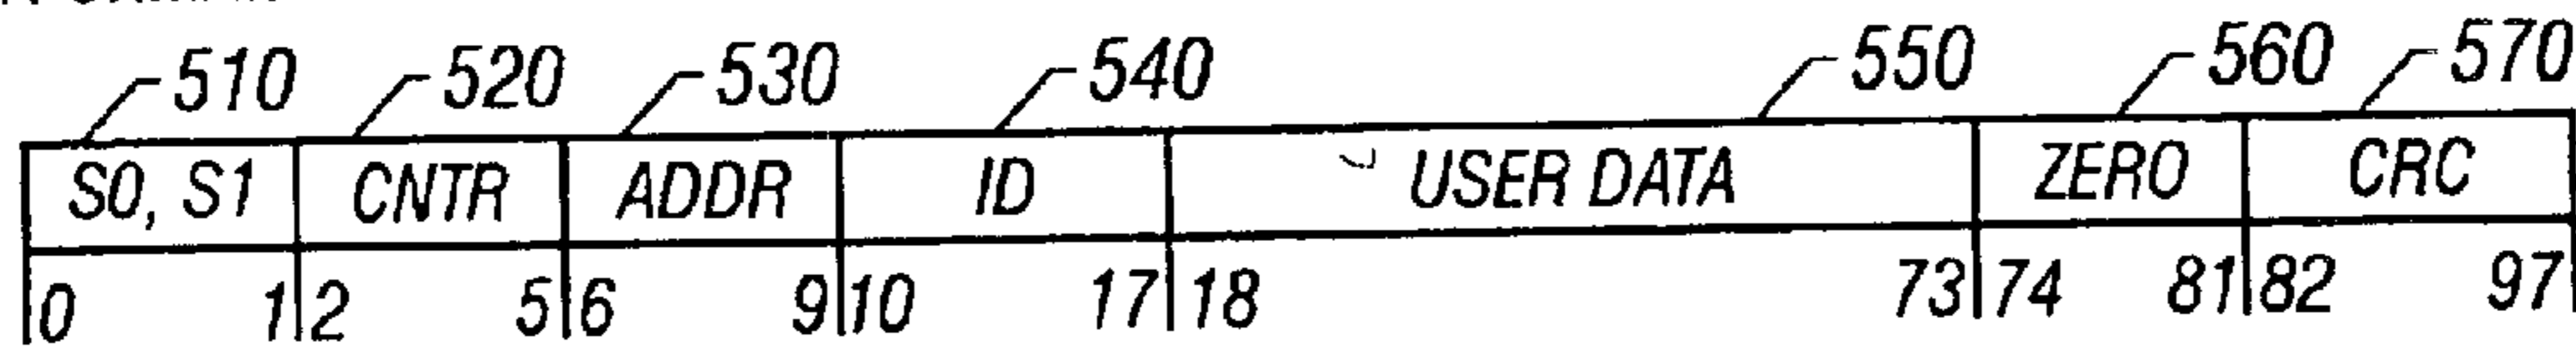 510 520 530 540 550 560 570
S0, S1 CNTR ADDR ID USER DATA ZERO CRC
0 1 2 5 6 9 10 17 18 73 74 81 82 97